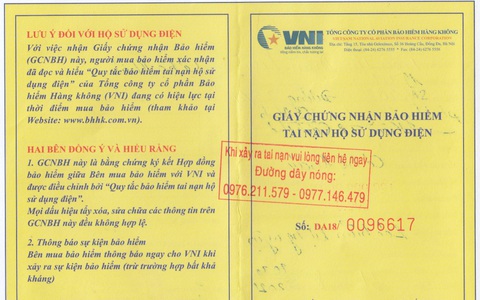 LƯU Ý ĐỐI VỚI HỘ SỬ DỤNG ĐIỆN
Với việc nhận Giấy chứng nhận Bảo hiểm
(GCNBH) này, người mua bảo hiểm xác nhận
đã đọc và hiểu “Quy tắc bảo hiểm tai nạn hộ sử
dụng điện” của Tổng công ty cổ phần Bảo
hiểm Hàng không (VNI) đang có hiệu lực tại
thời điểm mua bảo hiểm (tham khảo tại
Website: www.bhhk.com.vn).
HAI BÊN ĐỒNG Ý VÀ HIỂU RẰNG
1. GCNBH này là bằng chứng ký kết Hợp đồng
bảo hiểm giữa Bên mua bảo hiểm với VNI và
được điều chỉnh bởi “Quy tắc bảo hiểm tai nạn hộ
sử dụng điện”.
Mọi dấu hiệu tẩy xóa, sửa chữa các thông tin trên
GCNBH này đều không hợp lệ.
2. Thông báo sự kiện bảo hiểm
Bên mua bảo hiểm thông báo ngay cho VNI khi
xảy ra sự kiện bảo hiểm (trừ trường hợp bất khả
kháng)
VNI
BẢO HIỂM HÀNG KHÔNG
TỔNG CÔNG TY CỔ PHẦN BẢO HIỂM HÀNG KHÔNG
VIETNAM NATIONAL AVIATION INSURANCE CORPORATION
GIẤY CHỨNG NHẬN BẢO HIỂM
TAI NẠN HỘ SỬ DỤNG ĐIỆN
Khi xảy ra tai nạn vui lòng liên hệ ngay
Đường dây nóng:
0976.211.579 - 0977.146.479
Số: DA18/ 0096617